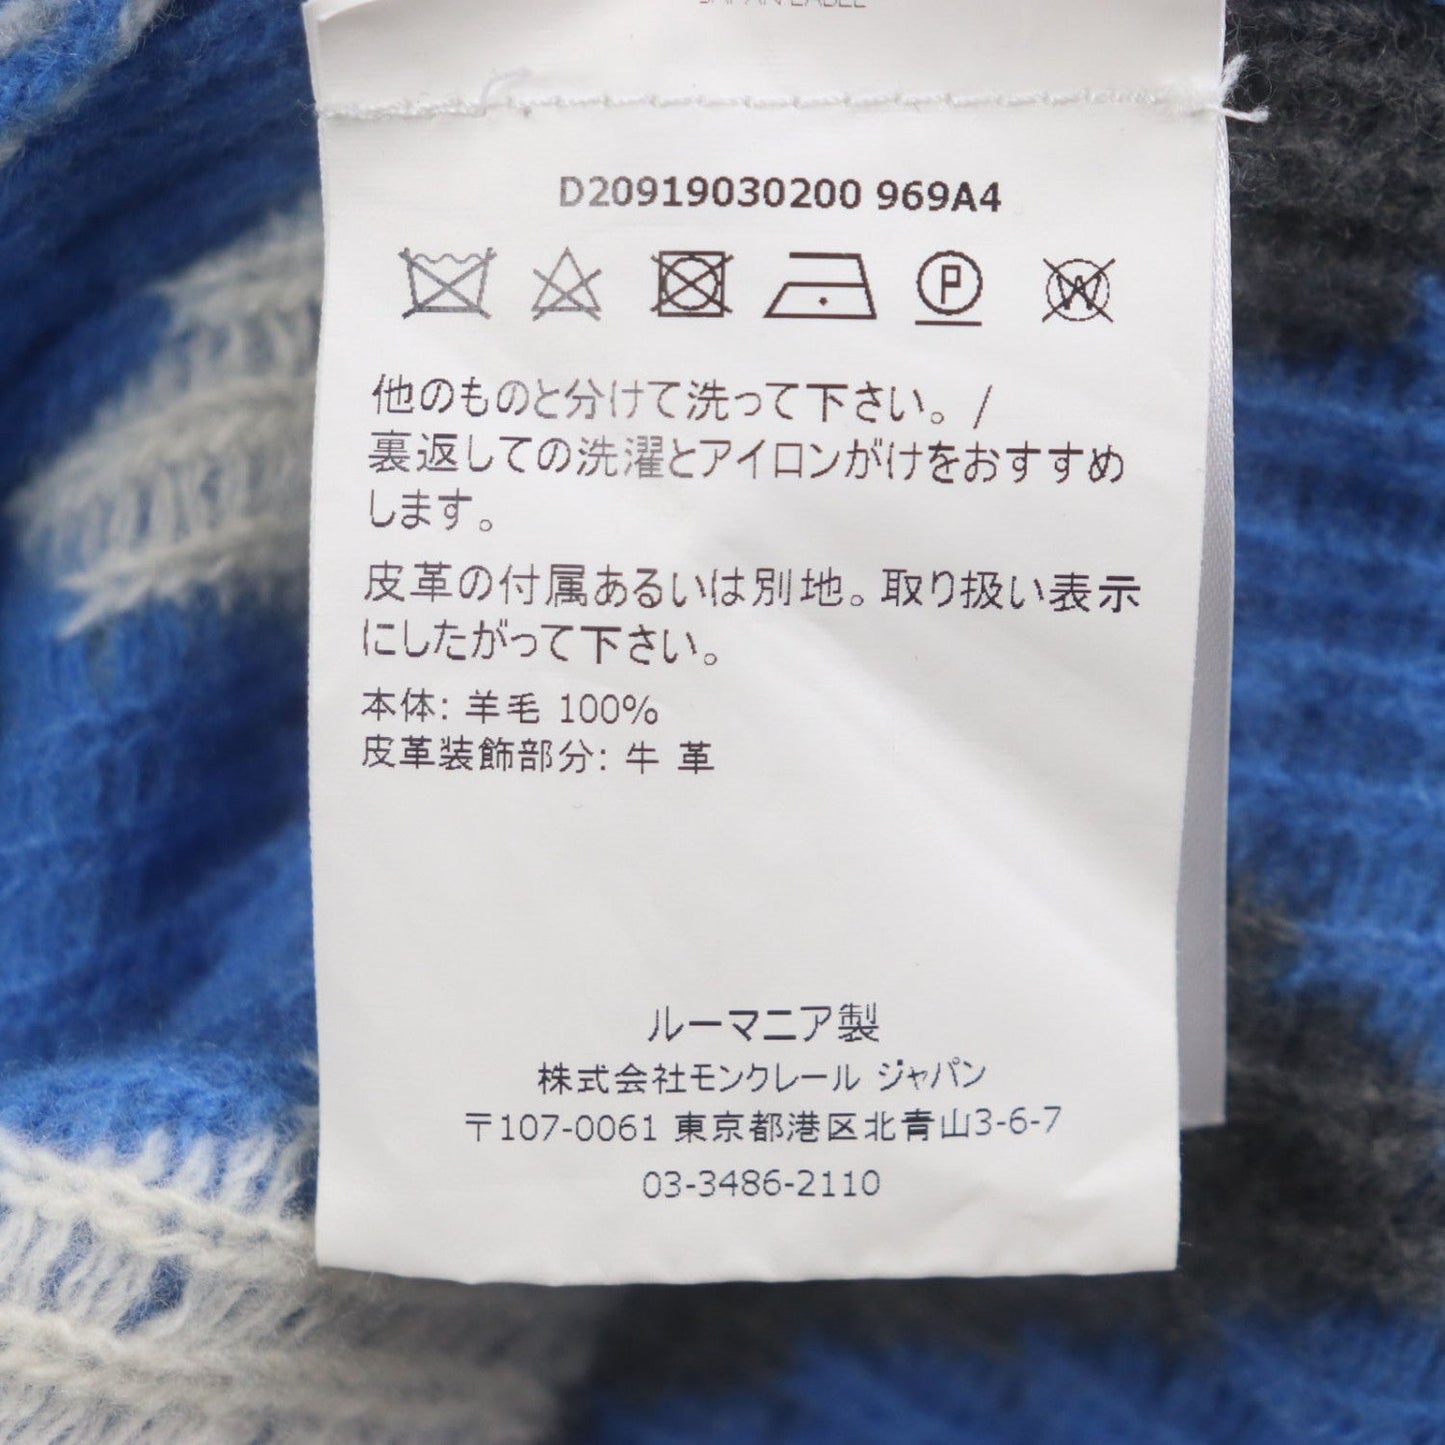 JAPAN LABEL
D20919030200 969A4
P
W
他のものと分けて洗って下さい。/
裏返しての洗濯とアイロンがけをおすすめ
します。
皮革の付属あるいは別地。取り扱い表示
にしたがって下さい。
本体: 羊毛 100%
皮革装飾部分: 牛 革
ルーマニア製
株式会社モンクレール ジャパン
〒107-0061 東京都港区北青山3-6-7
03-3486-2110